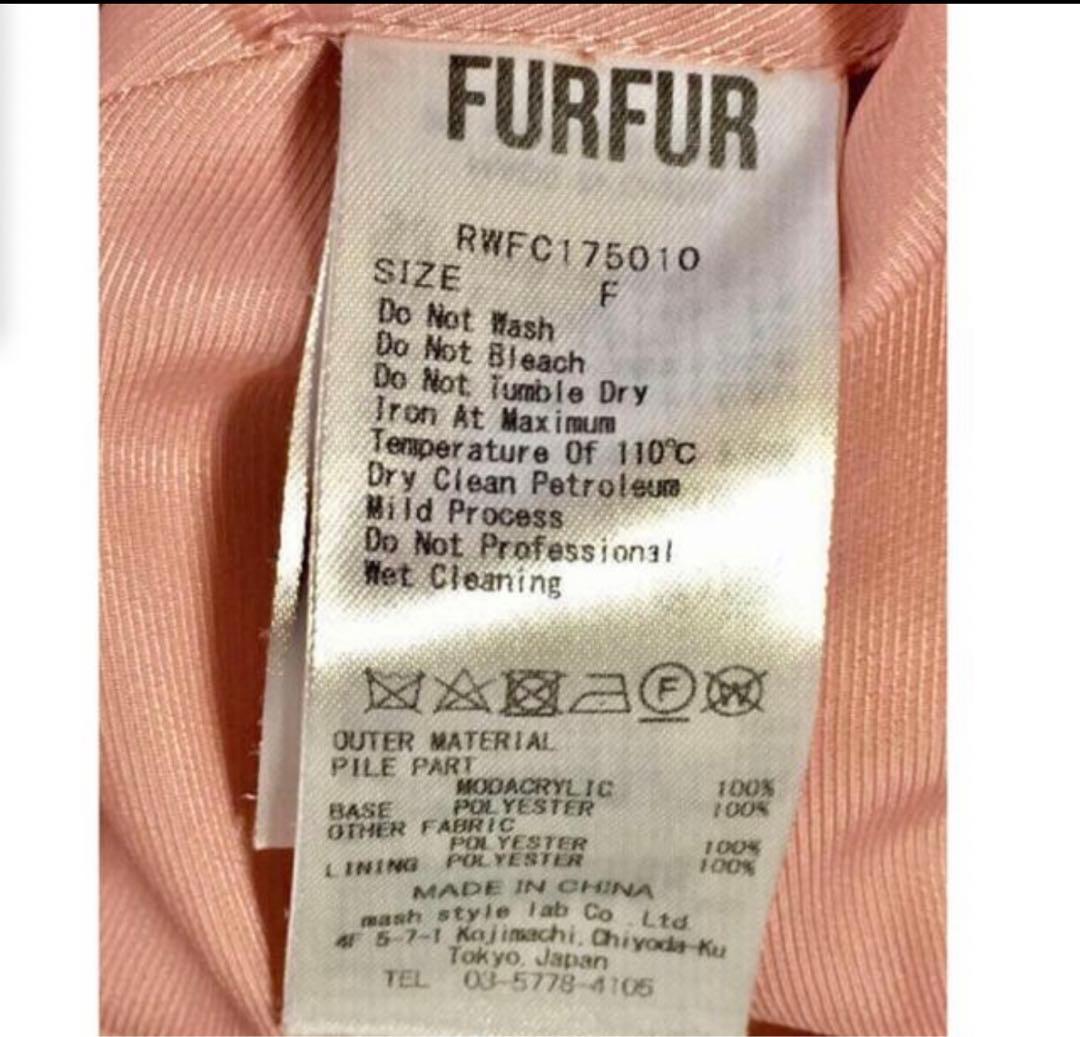 FURFUR
RWFC175010
SIZE F
Do Not Wash
Do Not Bleach
Do Not Tumble Dry
Iron At Maximum
Temperature Of 110℃
Dry Clean Petroleum
Mild Process
Do Not Professional
Wet Cleaning
F W
OUTER MATERIAL
PILE PART
MODACRYLIC 100%
BASE POLYESTER 100%
OTHER FABRIC
POLYESTER 100%
LINING POLYESTER 100%
MADE IN CHINA
mash style lab Co.,Ltd.
4F 5-7-1 Kojimachi,Chiyoda-Ku
Tokyo,Japan
TEL 03-5778-4105